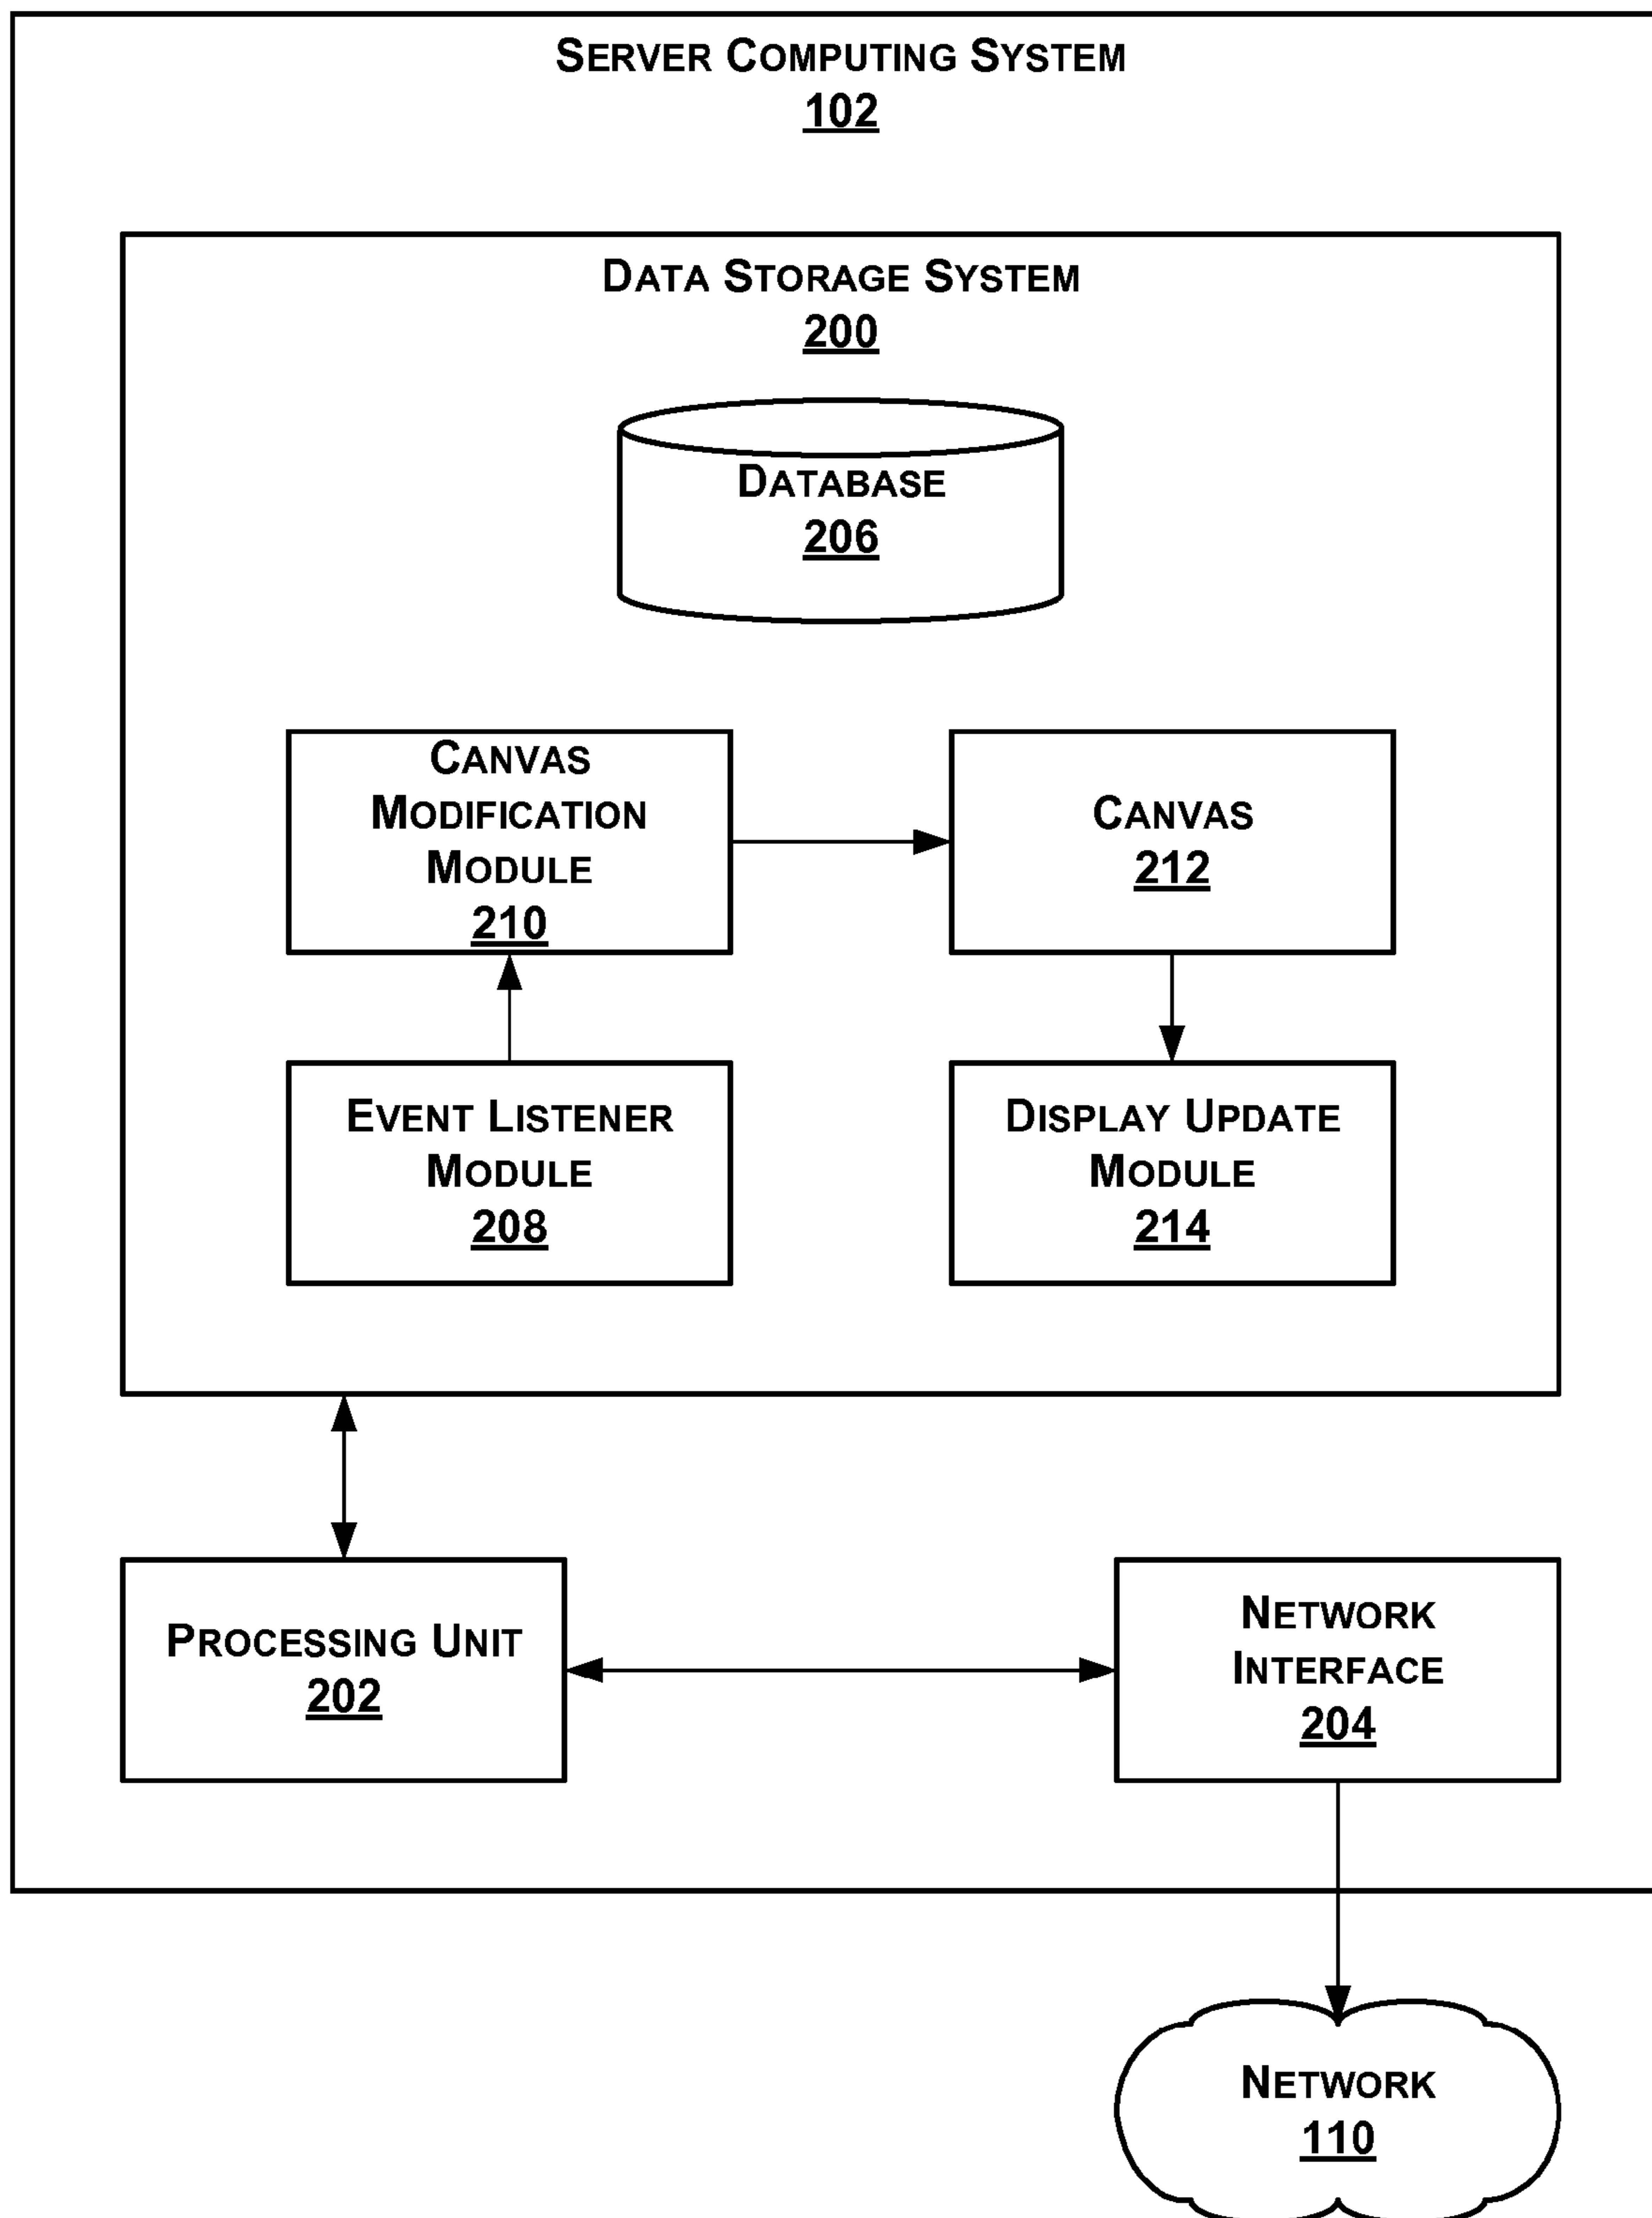 SERVER COMPUTING SYSTEM
102
DATA STORAGE SYSTEM
200
DATABASE
206
CANVAS
MODIFICATION
MODULE
210
CANVAS
212
EVENT LISTENER
MODULE
208
DISPLAY UPDATE
MODULE
214
PROCESSING UNIT
202
NETWORK
INTERFACE
204
NETWORK
110